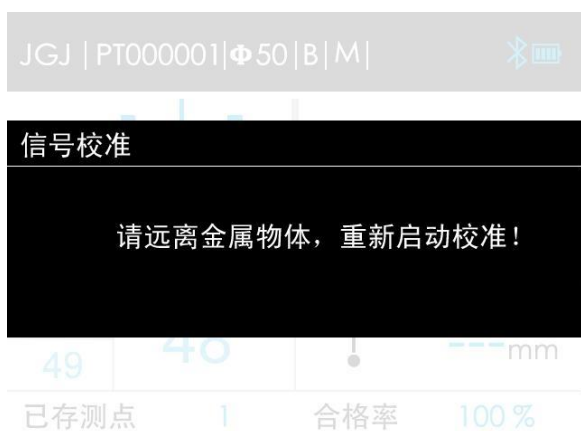 JGJ | PT000001|Φ50|B|M|
信号校准
请远离金属物体，重新启动校准！
49 48 ---mm
已存测点 1 合格率 100％